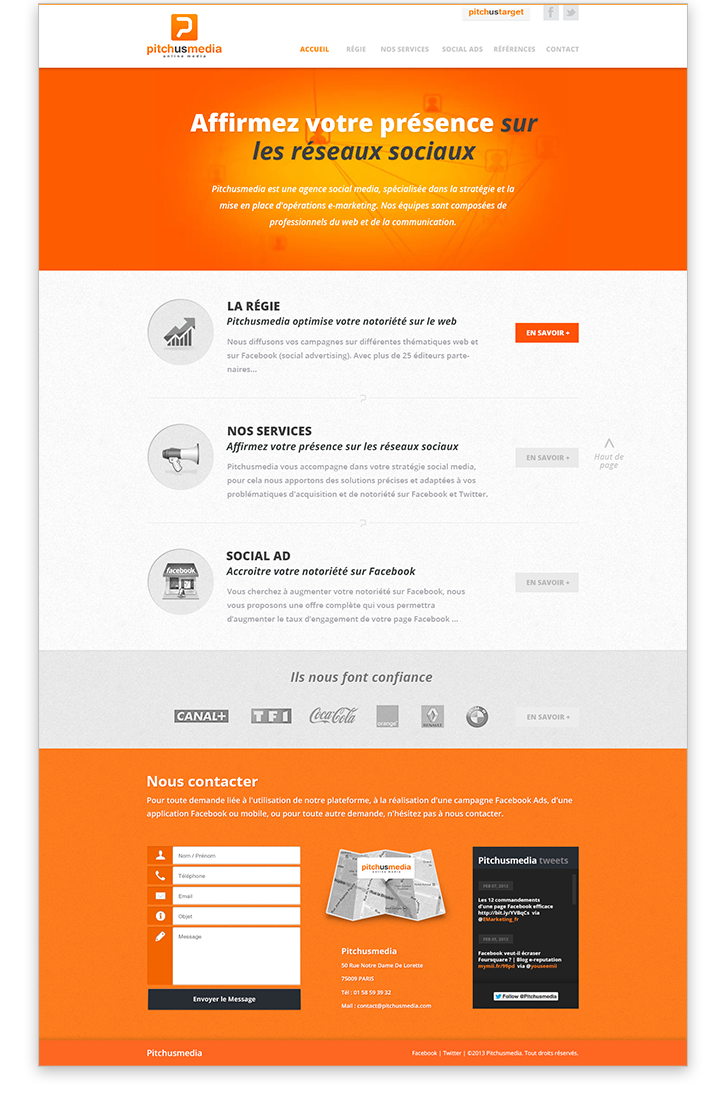 pitchustarget
f
pitchusmedia
online media
ACCUEIL
RÉGIE
NOS SERVICES
SOCIAL ADS
RÉFÉRENCES
CONTACT
Affirmez votre présence sur
les réseaux sociaux
Pitchusmedia est une agence social media, spécialisée dans la stratégie et la
mise en place d'opérations e-marketing. Nos équipes sont composées de
professionnels du web et de la communication.
LA RÉGIE
Pitchusmedia optimise votre notoriété sur le web
Nous diffusons vos campagnes sur différentes thématiques web et
sur Facebook (social advertising). Avec plus de 25 éditeurs parte-
naires...
EN SAVOIR +
NOS SERVICES
Affirmez votre présence sur les réseaux sociaux
Pitchusmedia vous accompagne dans votre stratégie social media,
pour cela nous apportons des solutions précises et adaptées à vos
problématiques d'acquisition et de notoriété sur Facebook et Twitter.
EN SAVOIR +
Haut de
page
facebook
SOCIAL AD
Accroitre votre notoriété sur Facebook
Vous cherchez à augmenter votre notoriété sur Facebook, nous
vous proposons une offre complète qui vous permettra
d'augmenter le taux d'engagement de votre page Facebook ...
EN SAVOIR +
Ils nous font confiance
CANAL+
TF1
Coca-Cola
orange
RENAULT
BMW
EN SAVOIR +
Nous contacter
Pour toute demande liée à l'utilisation de notre plateforme, à la réalisation d'une campagne Facebook Ads, d'une
application Facebook ou mobile, ou pour toute autre demande, n'hésitez pas à nous contacter.
Nom / Prénom
Téléphone
Email
Objet
Message
Envoyer le Message
pitchusmedia
online media
Pitchusmedia
50 Rue Notre Dame De Lorette
75009 PARIS
Tél : 01 58 59 39 32
Mail : contact@pitchusmedia.com
Pitchusmedia tweets
FEB 07, 2013
Les 12 commandements
d'une page Facebook efficace
http://bit.ly/YVBqCs via
@EMarketing_fr
FEB 07, 2013
Facebook veut-il écraser
Foursquare ? | Blog e-reputation
mymil.fr/99pd via @youseemii
Follow @Pitchusmedia
Pitchusmedia
Facebook | Twitter | ©2013 Pitchusmedia. Tout droits réservés.